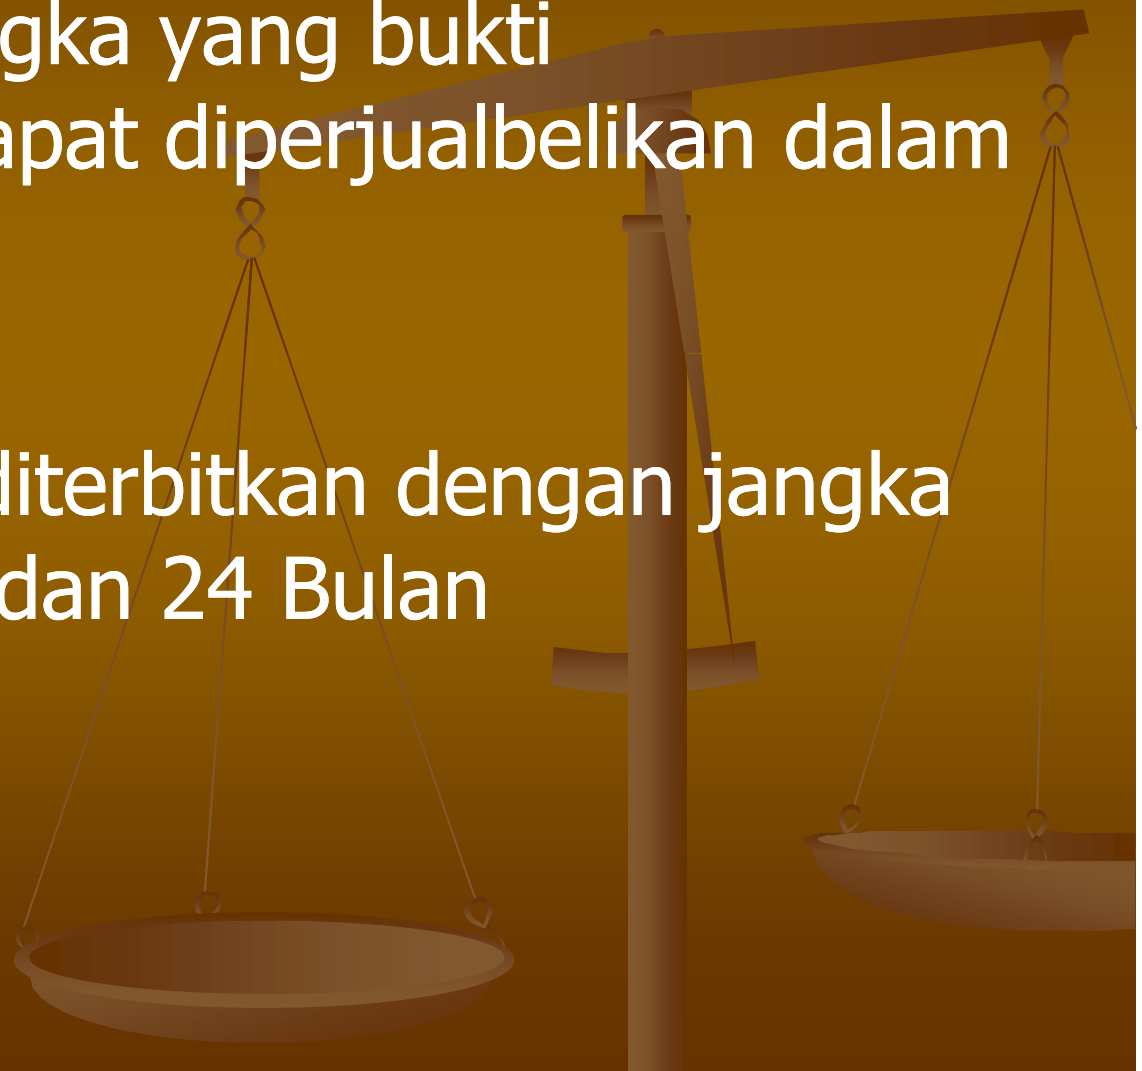 gka yang bukti
apat diperjualbelikan dalam
diterbitkan dengan jangka
dan 24 Bulan